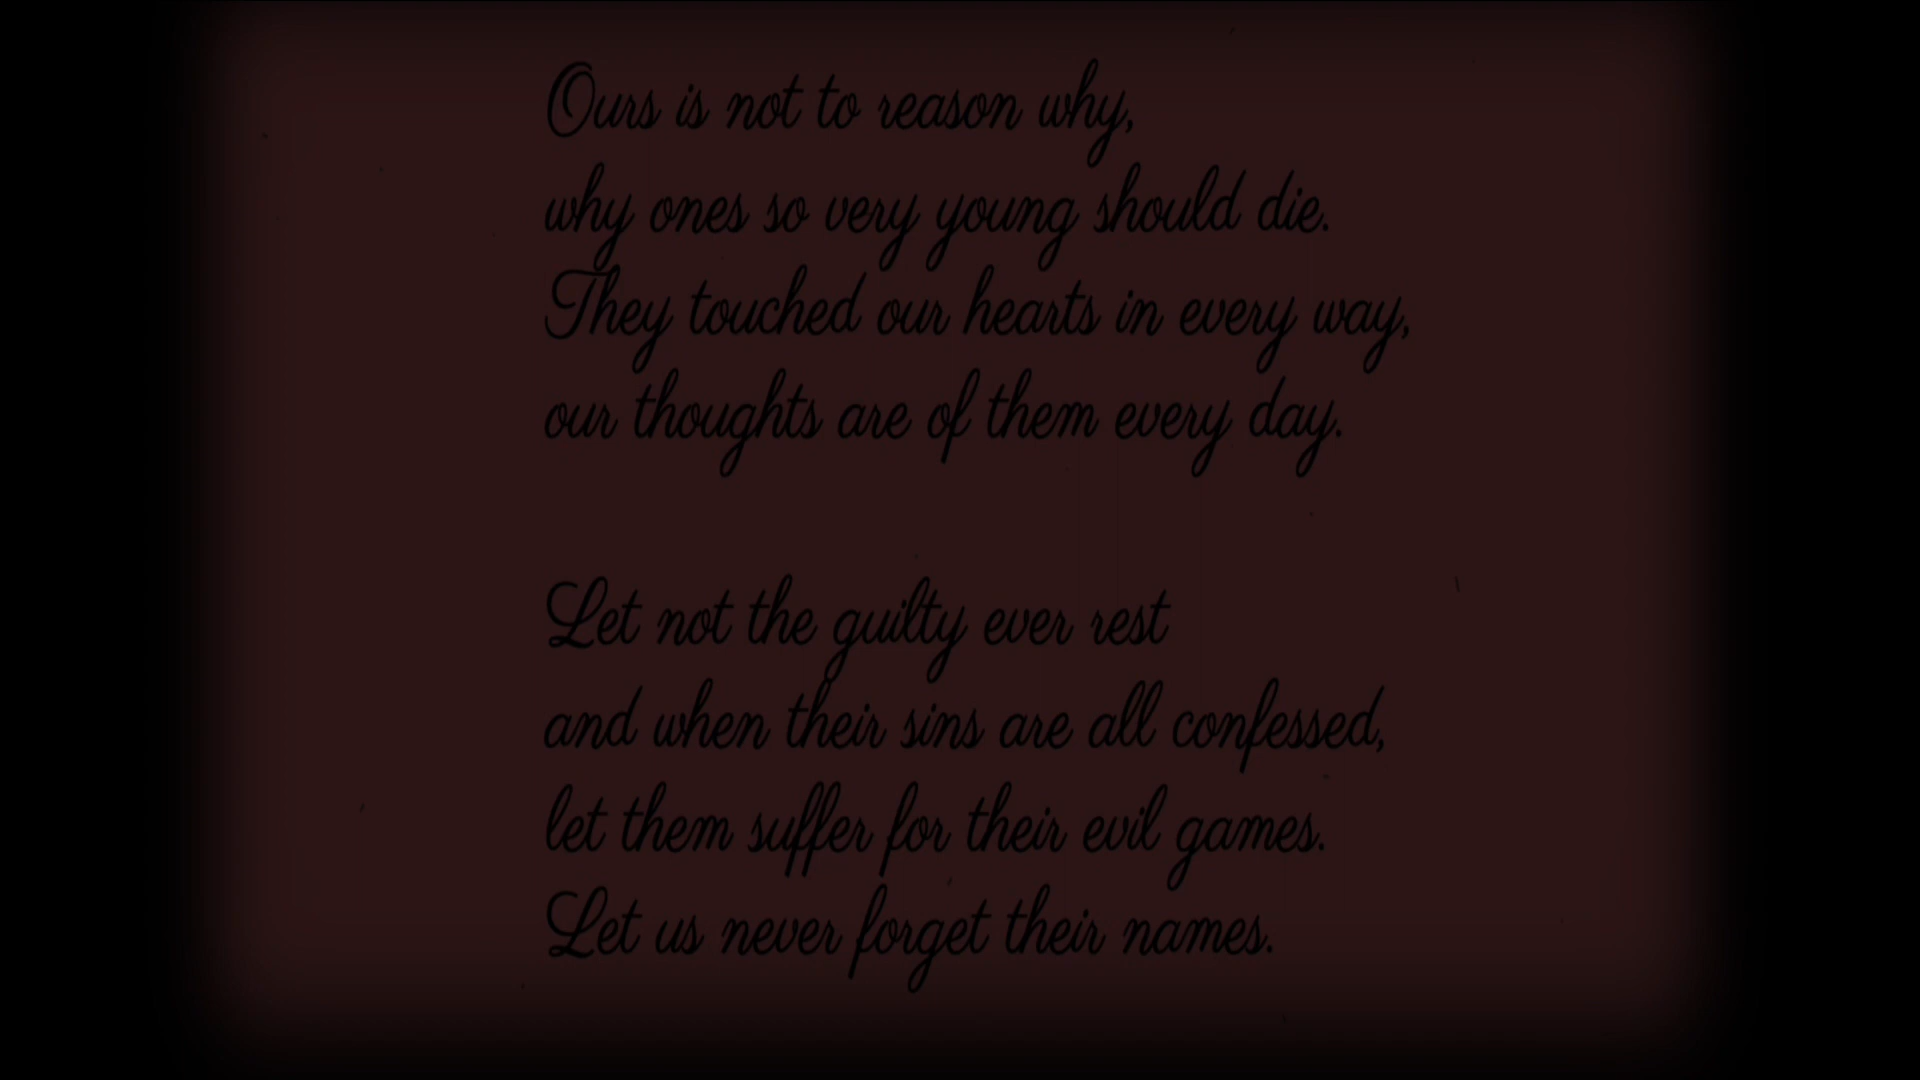 Ours is not to reason why,
why ones so very young should die.
They touched our hearts in every way,
our thoughts are of them every day.
Let not the guilty ever rest
and when their sins are all confessed,
let them suffer for their evil games.
Let us never forget their names.